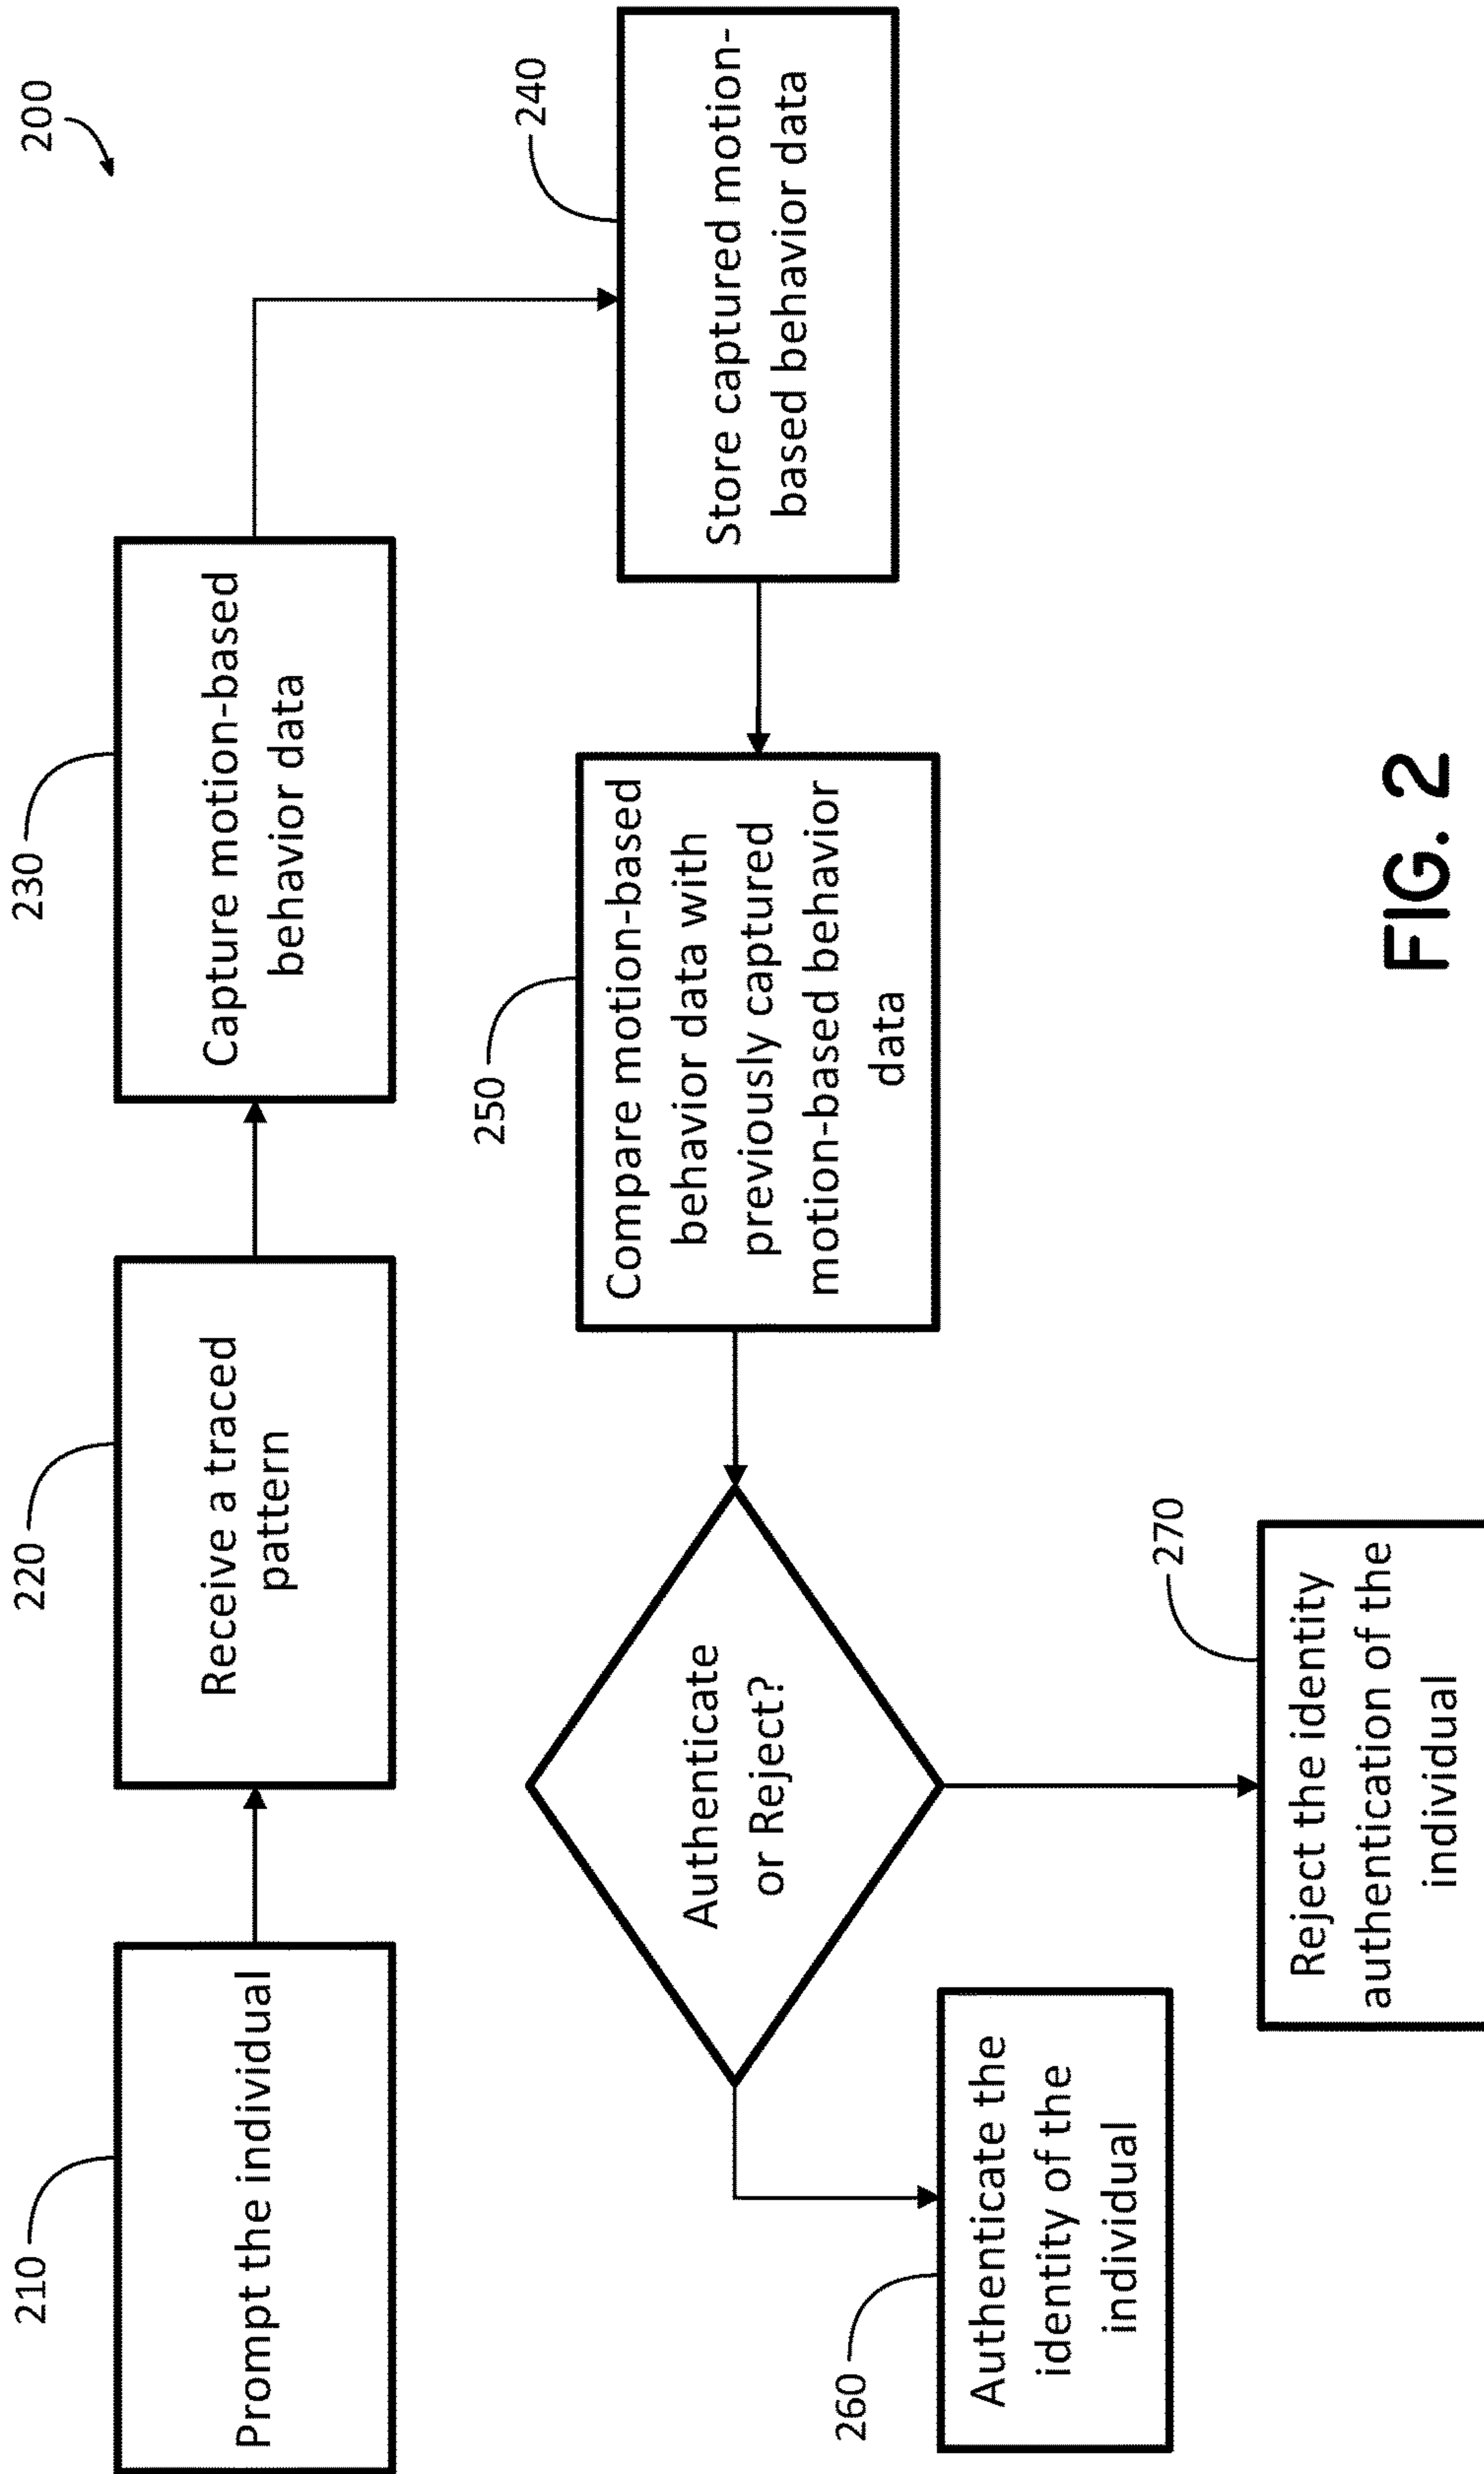 200
210
Prompt the individual
220
Receive a traced
pattern
230
Capture motion-based
behavior data
240
Store captured motion-
based behavior data
250
Compare motion-based
behavior data with
previously captured
motion-based behavior
data
Authenticate
or Reject?
260
Authenticate the
identity of the
individual
270
Reject the identity
authentication of the
individual
FIG. 2